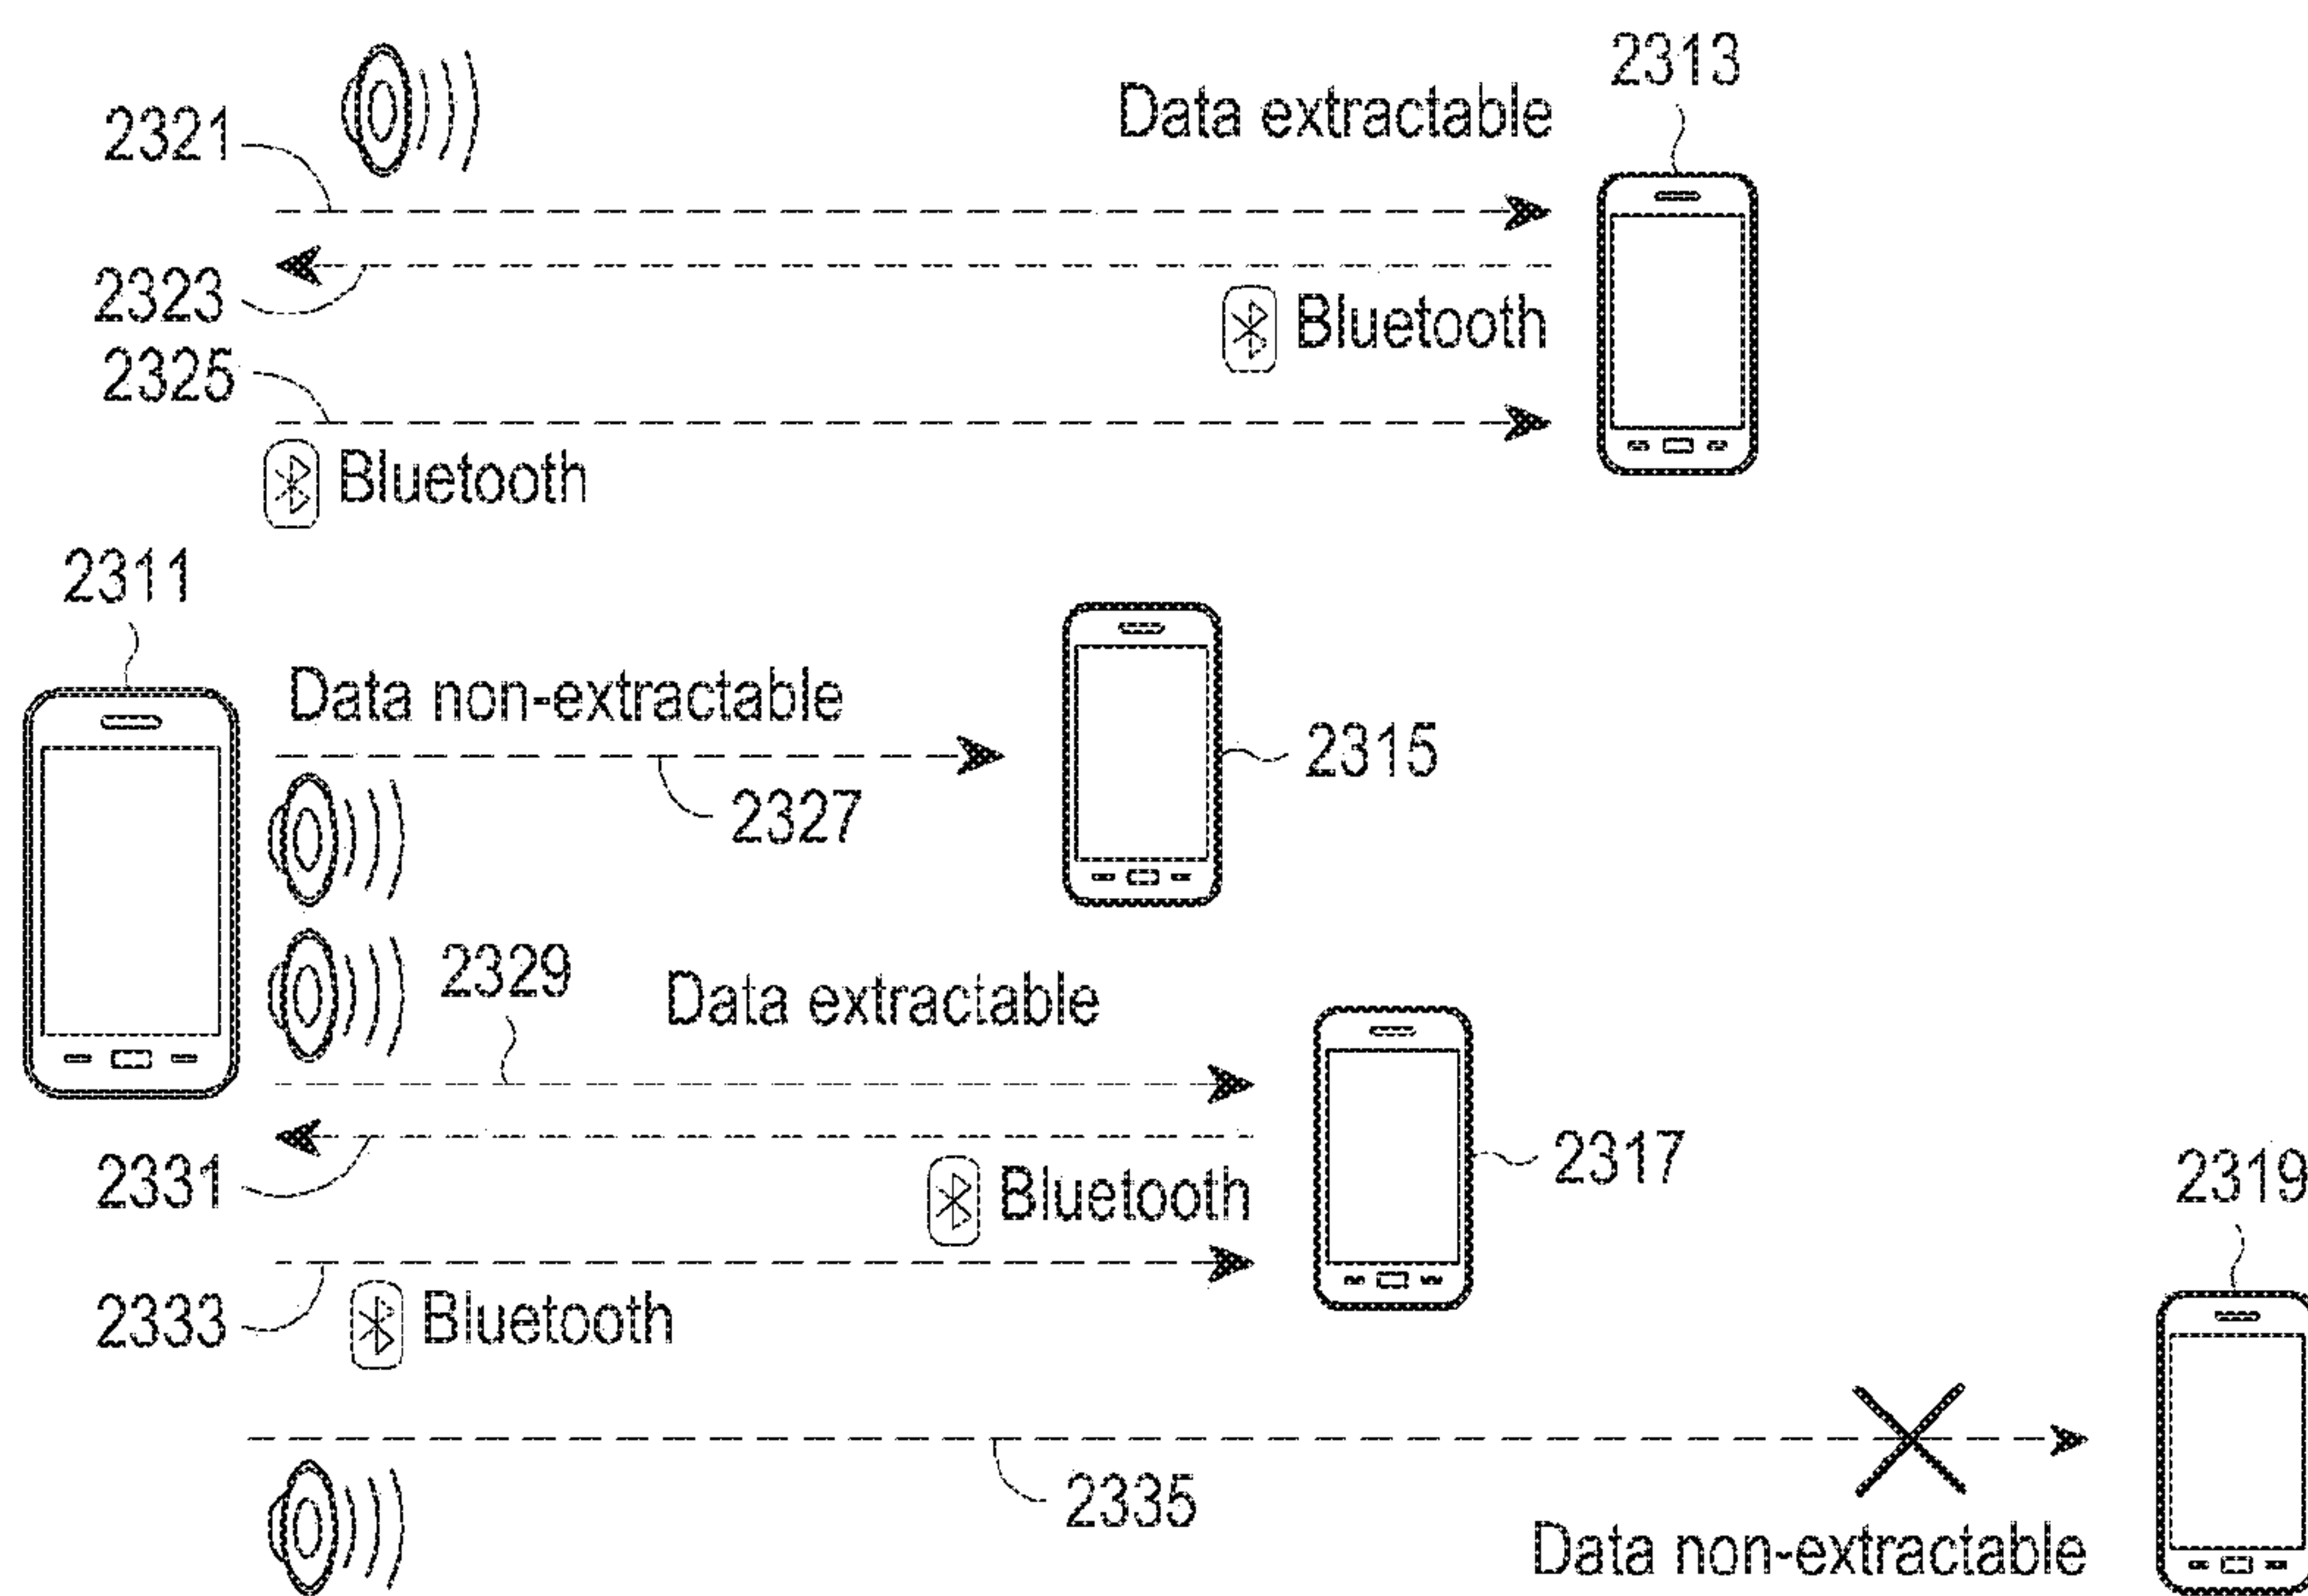 2313
Data extractable
2321
2323
Bluetooth
2325
Bluetooth
2311
Data non-extractable
2315
2327
2329
Data extractable
2317
2331
Bluetooth
2319
2333
Bluetooth
2335
Data non-extractable